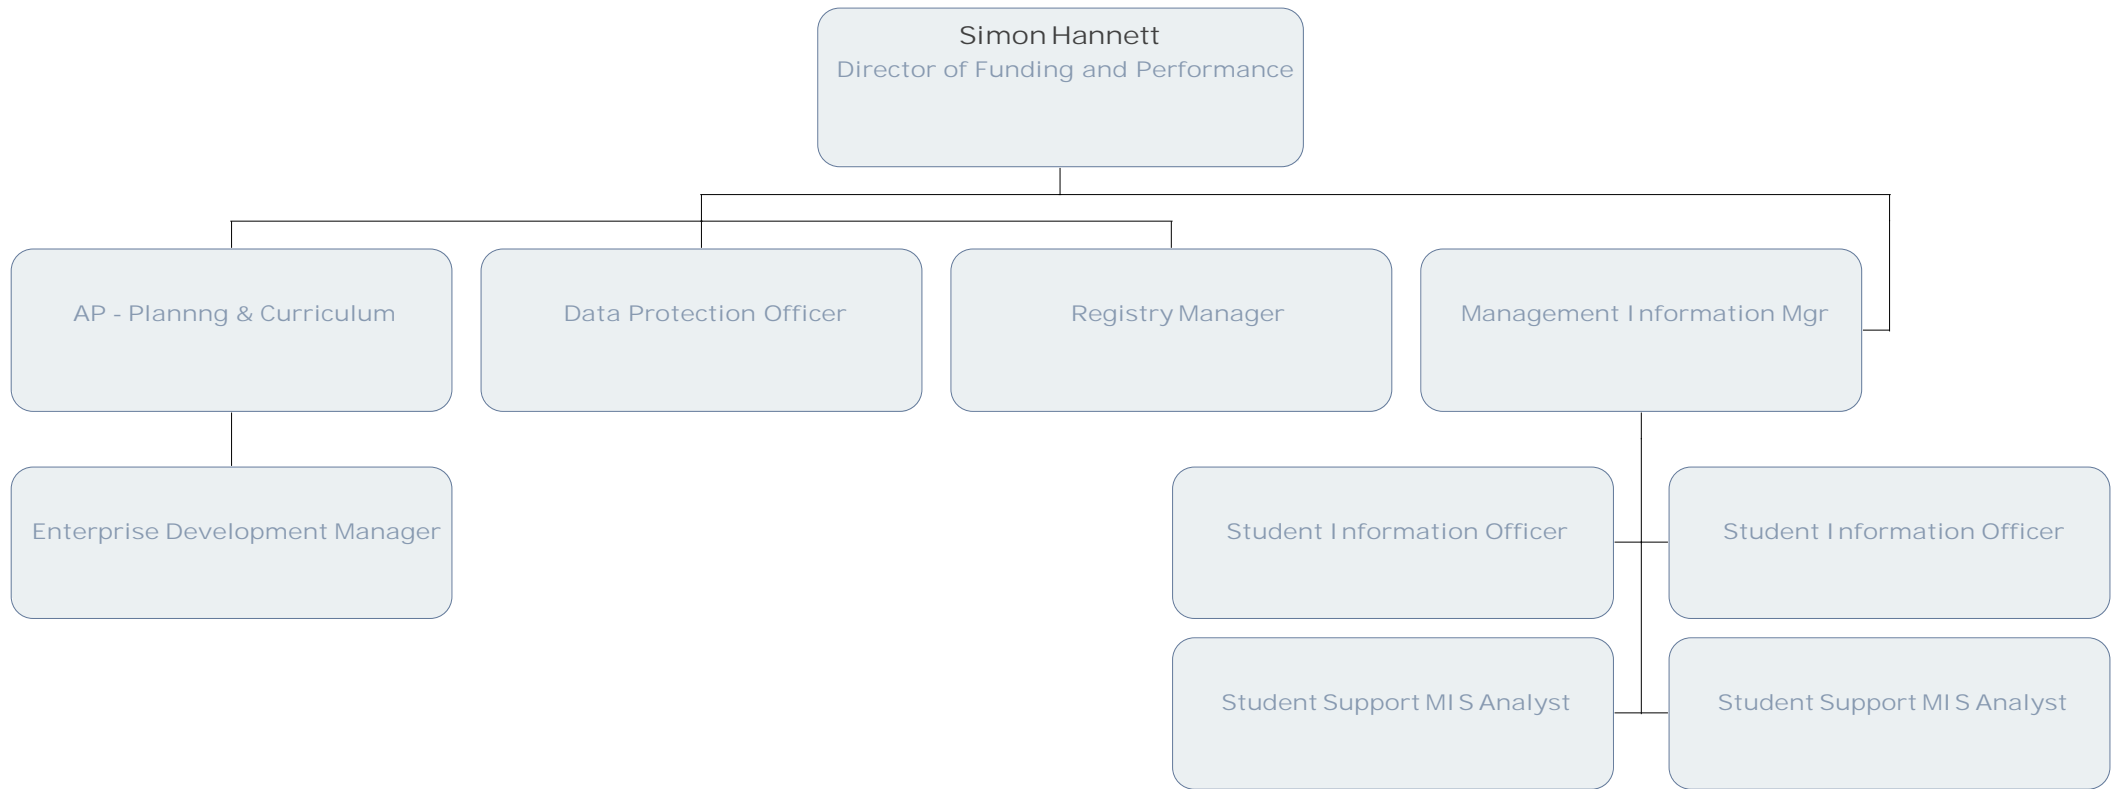 Simon Hannett
Director of Funding and Performance
AP - Plannng & Curriculum
Data Protection Officer
Registry Manager
Management Information Mgr
Enterprise Development Manager
Student Information Officer
Student Information Officer
Student Support MIS Analyst
Student Support MIS Analyst